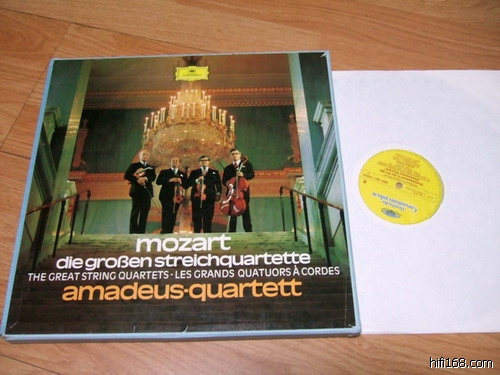 mozart
die großen streichquartette
THE GREAT STRING QUARTETS · LES GRANDS QUATUORS À CORDES
amadeus-quartett
hifi168.com